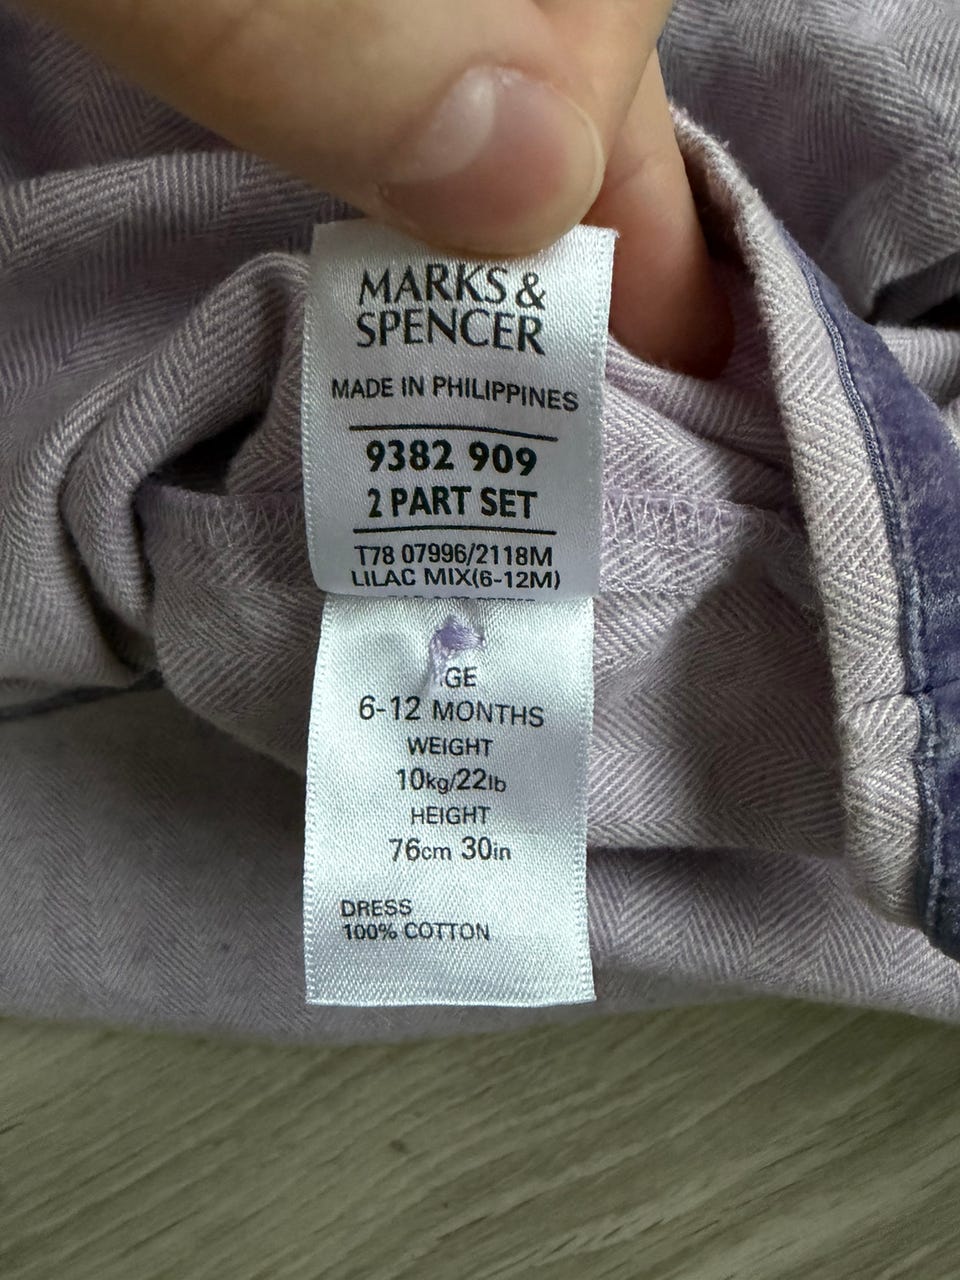 MARKS &
SPENCER
MADE IN PHILIPPINES
9382 909
2 PART SET
T78 07996/2118M
LILAC MIX(6-12M)
6-12 MONTHS
WEIGHT
10kg/22lb
HEIGHT
76cm 30in
DRESS
100% COTTON